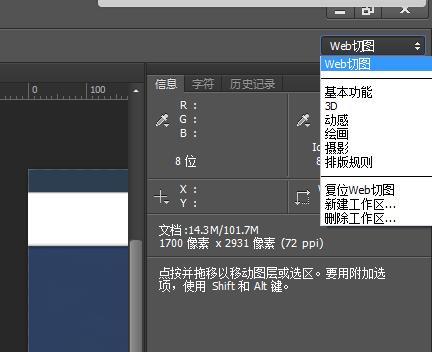 Web切图
Web切图
基本功能
3D
动感
绘画
摄影
排版规则
复位Web切图
新建工作区...
删除工作区...
0
100
信息
字符
历史记录
R :
G :
B :
8 位
X :
Y :
文档:14.3M/101.7M
1700 像素 x 2931 像素 (72 ppi)
点按并拖移以移动图层或选区。要用附加选
项，使用 Shift 和 Alt 键。